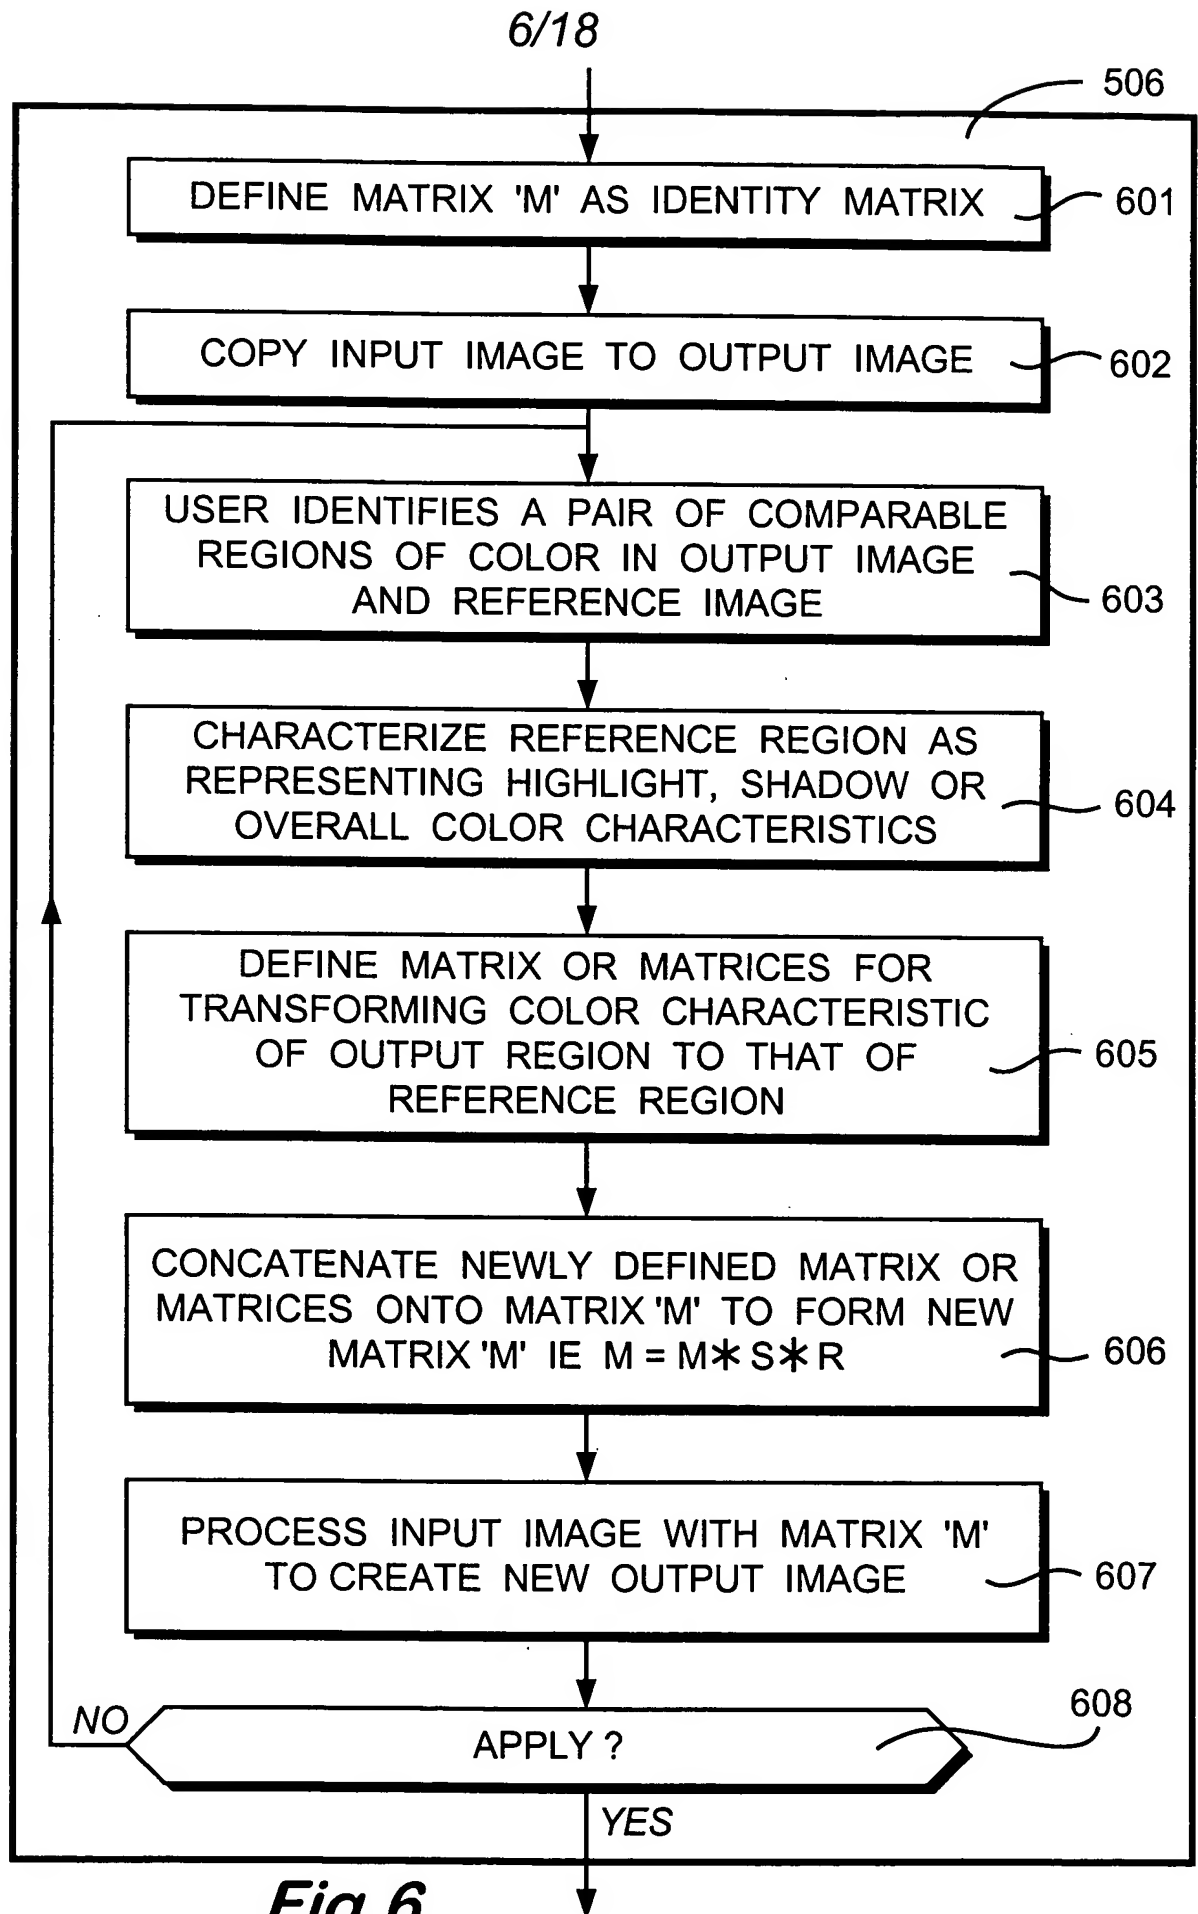 6/18
506
DEFINE MATRIX 'M' AS IDENTITY MATRIX
601
COPY INPUT IMAGE TO OUTPUT IMAGE
602
USER IDENTIFIES A PAIR OF COMPARABLE
REGIONS OF COLOR IN OUTPUT IMAGE
AND REFERENCE IMAGE
603
CHARACTERIZE REFERENCE REGION AS
REPRESENTING HIGHLIGHT, SHADOW OR
OVERALL COLOR CHARACTERISTICS
604
DEFINE MATRIX OR MATRICES FOR
TRANSFORMING COLOR CHARACTERISTIC
OF OUTPUT REGION TO THAT OF
REFERENCE REGION
605
CONCATENATE NEWLY DEFINED MATRIX OR
MATRICES ONTO MATRIX 'M' TO FORM NEW
MATRIX 'M' IE M = M* S* R
606
PROCESS INPUT IMAGE WITH MATRIX 'M'
TO CREATE NEW OUTPUT IMAGE
607
608
NO
APPLY ?
YES
Fig 6